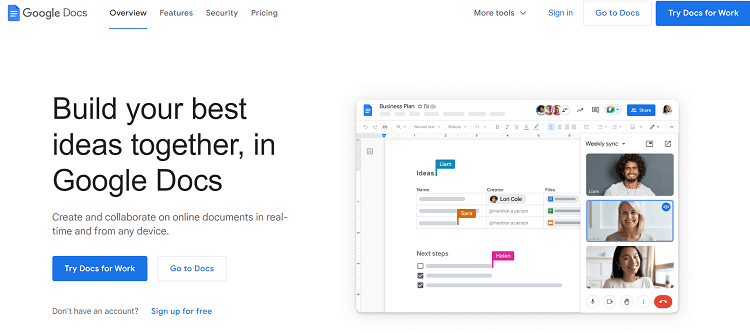 Google Docs
Overview Features Security Pricing More tools Sign in Go to Docs Try Docs for Work
Build your best
ideas together, in
Google Docs
Create and collaborate on online documents in real-
time and from any device.
Try Docs for Work Go to Docs
Don't have an account? Sign up for free
Business Plan
Share
Normal text
11
Weekly sync
Liam
Ideas
Name Creator Files
Lori Cole
@mention a person
Sara
@mention a person
Helen
Next steps
Liam